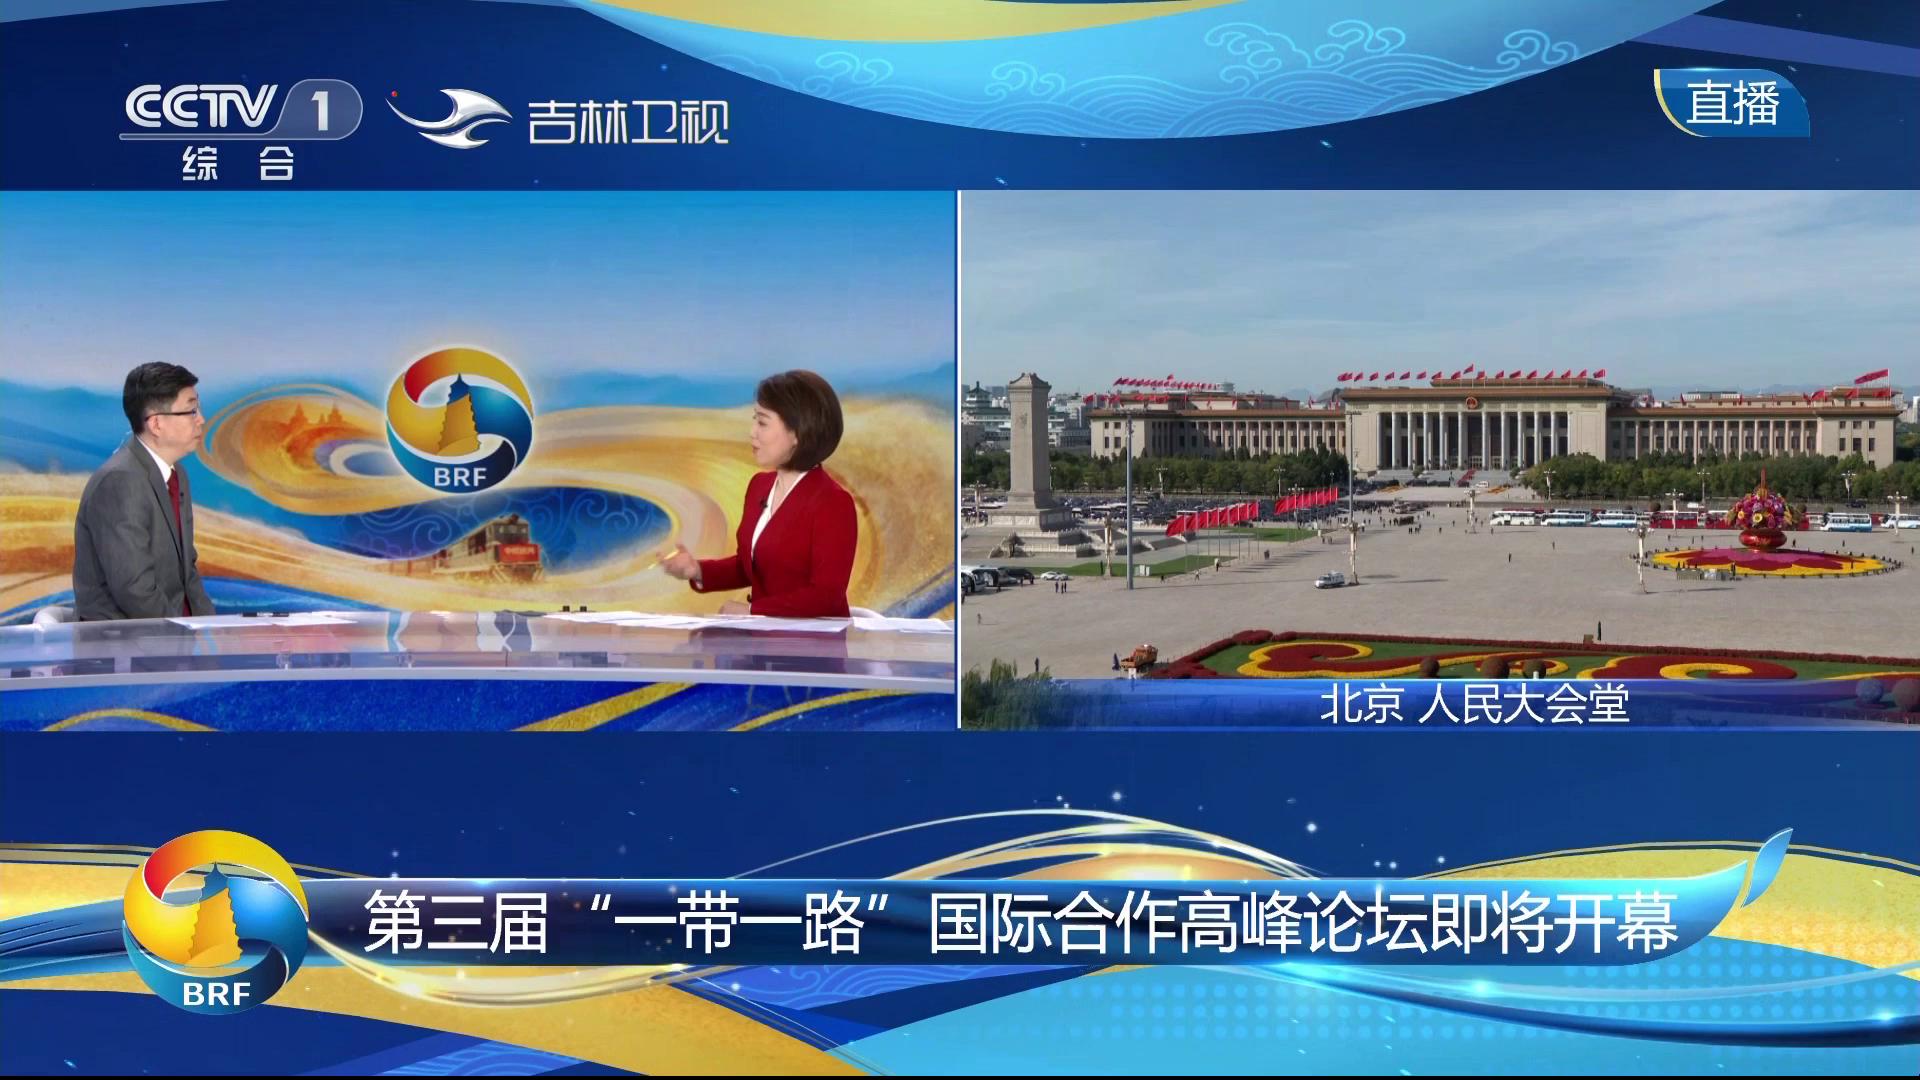 CCTV 1
综合
吉林卫视
直播
BRF
北京 人民大会堂
第三届“一带一路”国际合作高峰论坛即将开幕
BRF